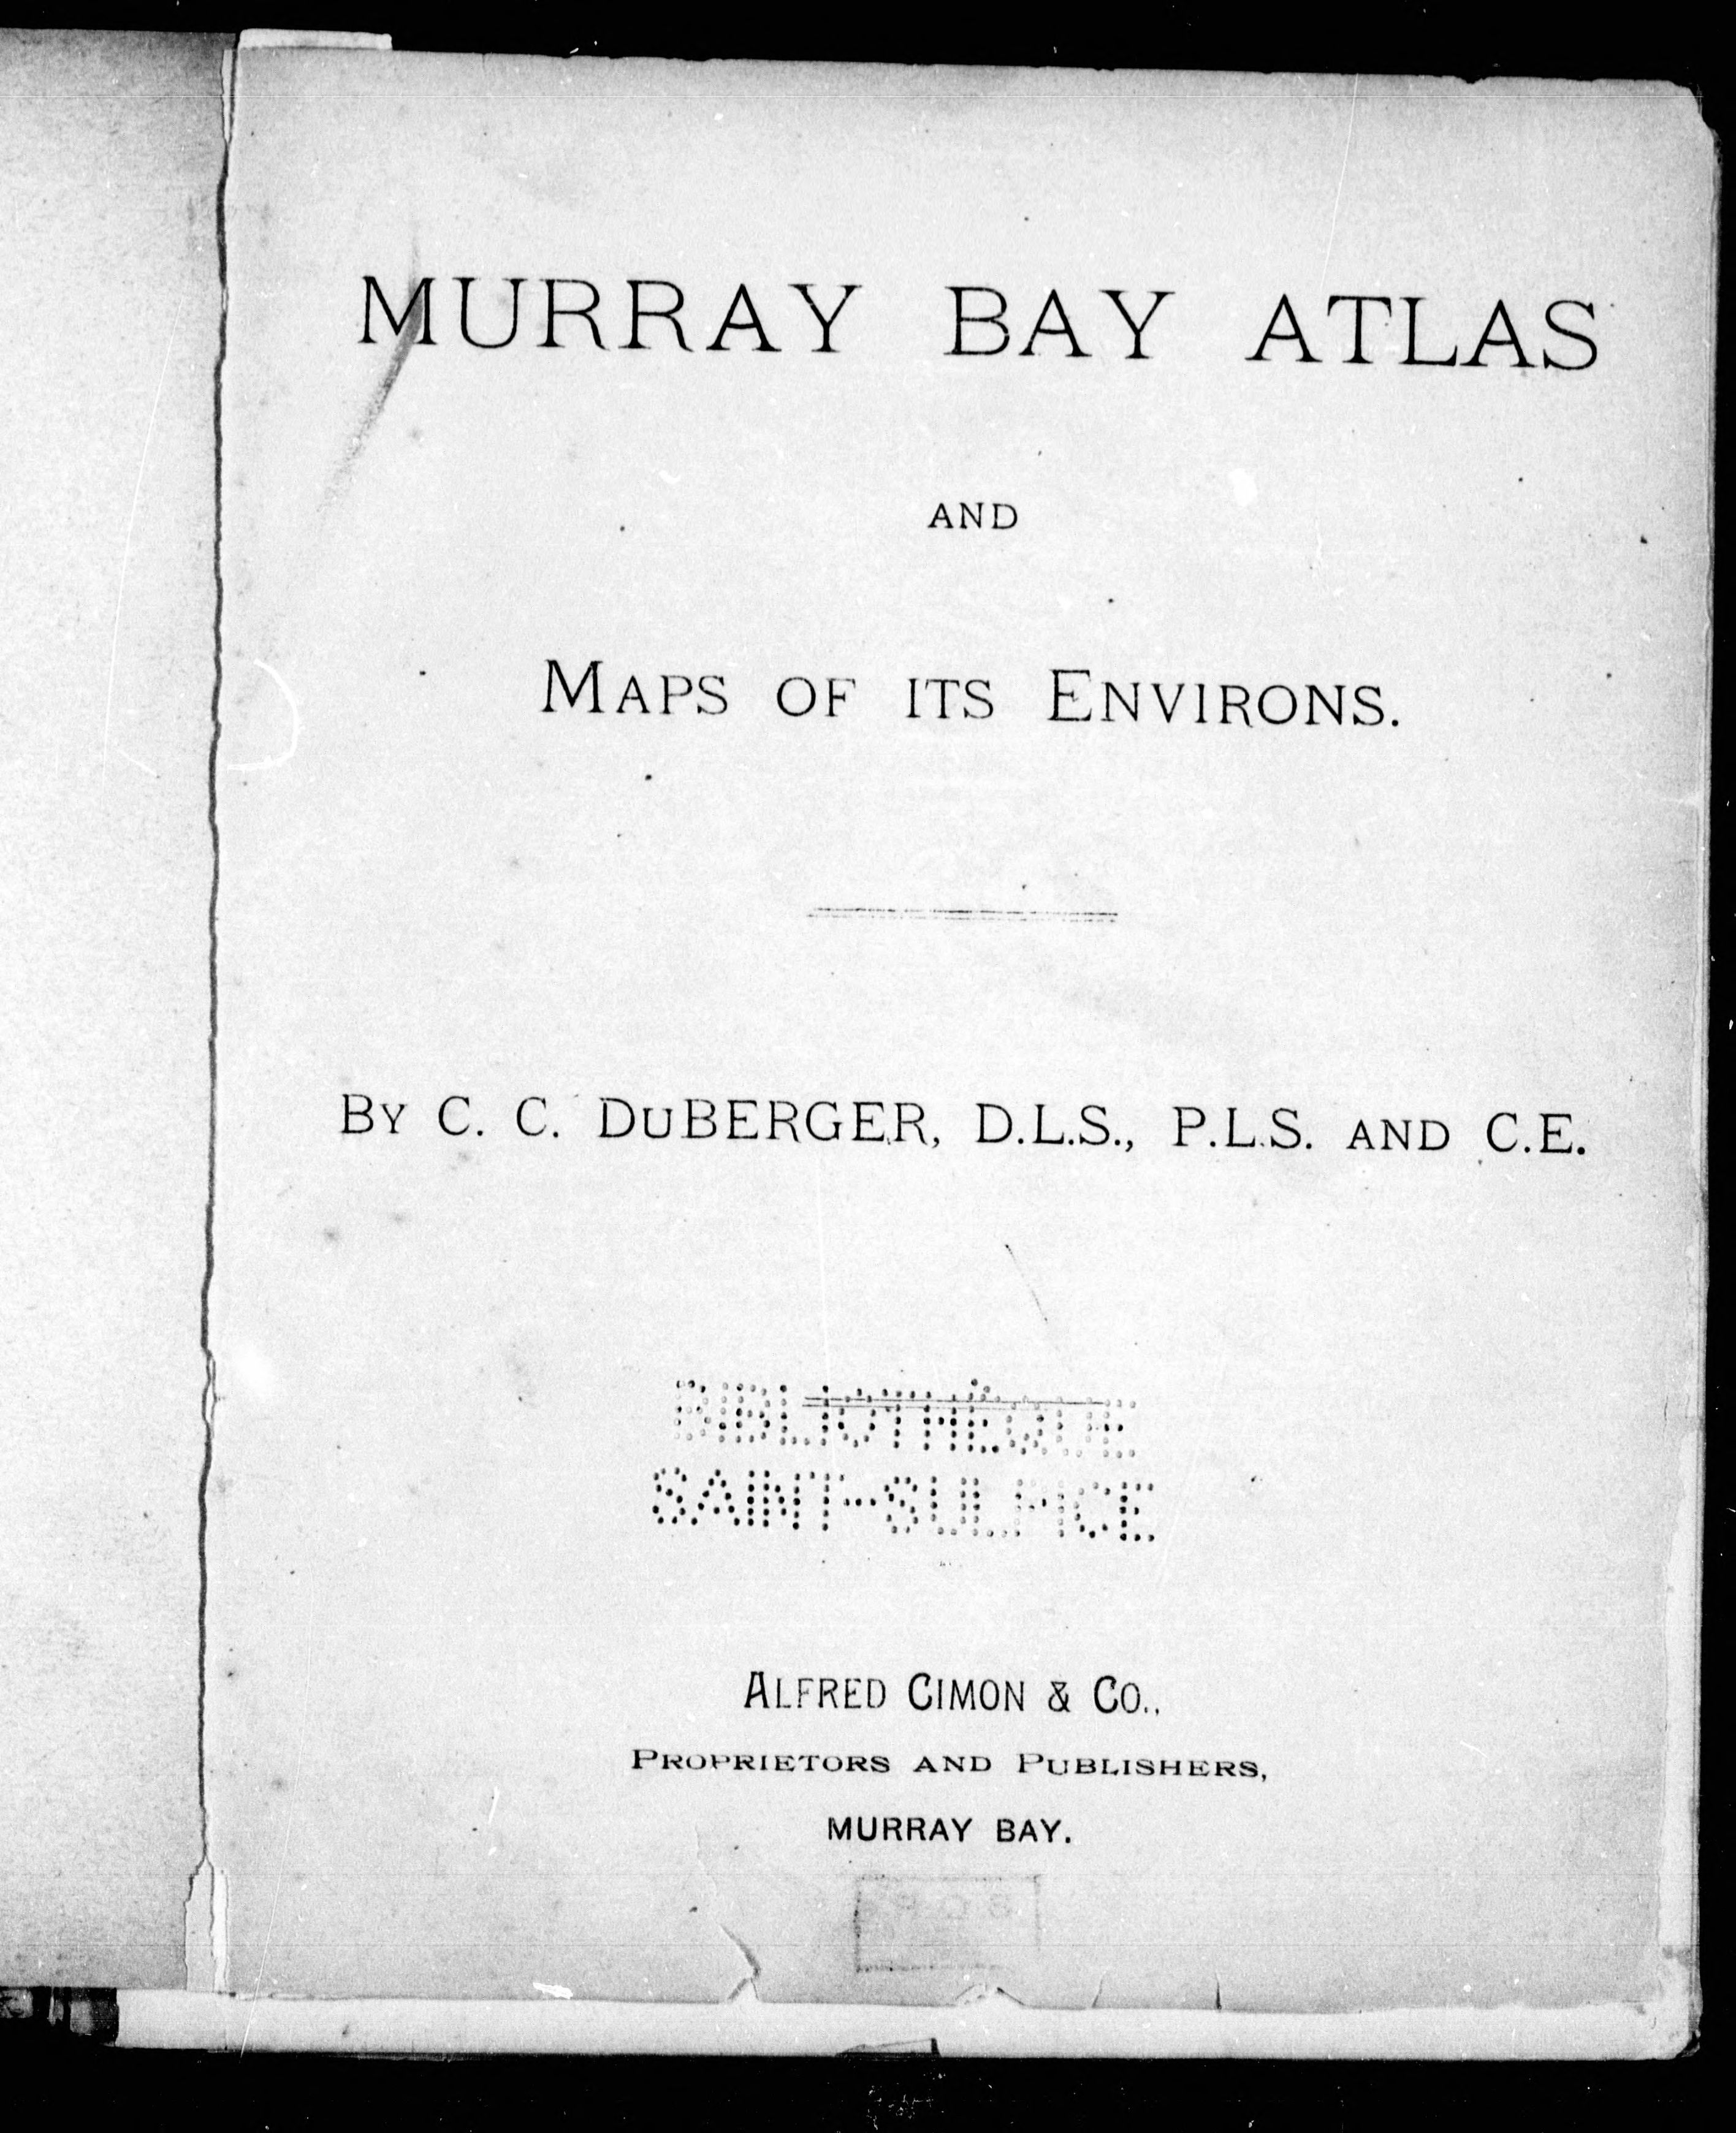 MURRAY BAY ATLAS
AND
MAPS OF ITS ENVIRONS.
BY C. C. DUBERGER, D.L.S., P.L.S. AND C.E.
BIBLIOTHÈQUE
SAINT-SULPICE
ALFRED CIMON & CO.,
PROPRIETORS AND PUBLISHERS,
MURRAY BAY.